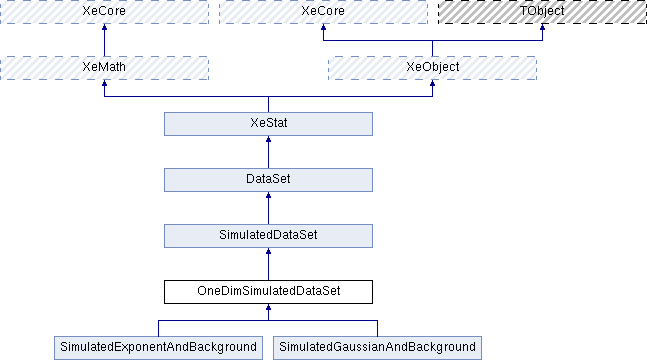 XeCore
XeCore
TObject
XeMath
XeObject
XeStat
DataSet
SimulatedDataSet
OneDimSimulatedDataSet
SimulatedExponentAndBackground
SimulatedGaussianAndBackground